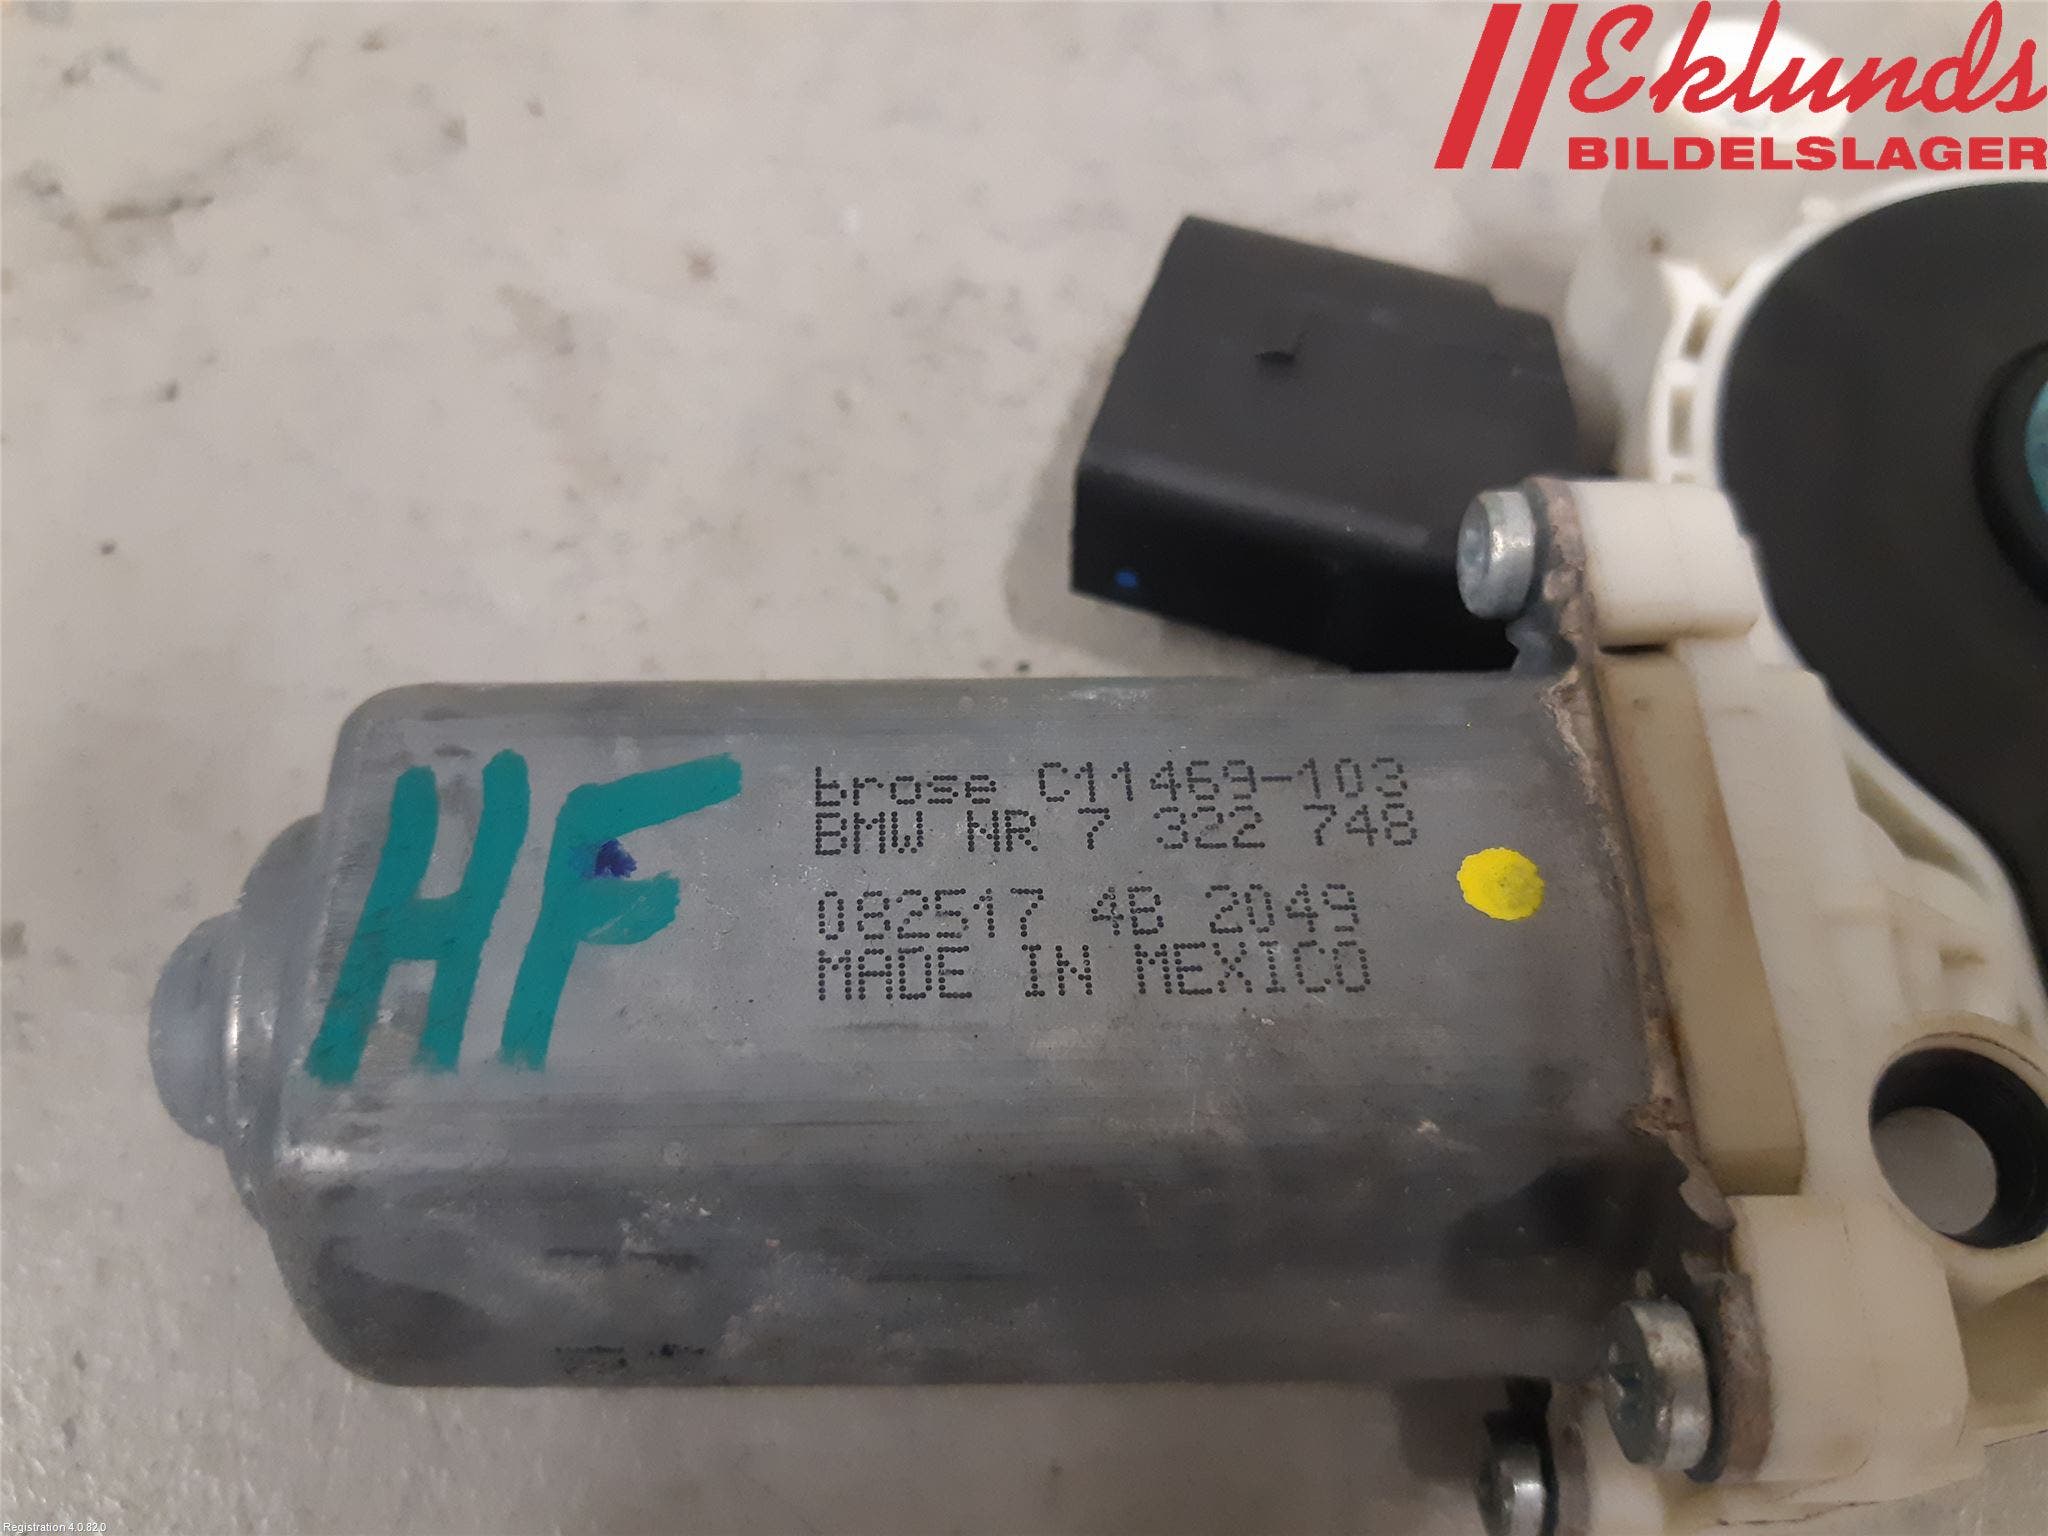 Eklunds
BILDELSLAGER
HF
Brose C11469-103
BMW NR 7 322 748
082517 4B 2049
MADE IN MEXICO
Registration 4.0.82.0